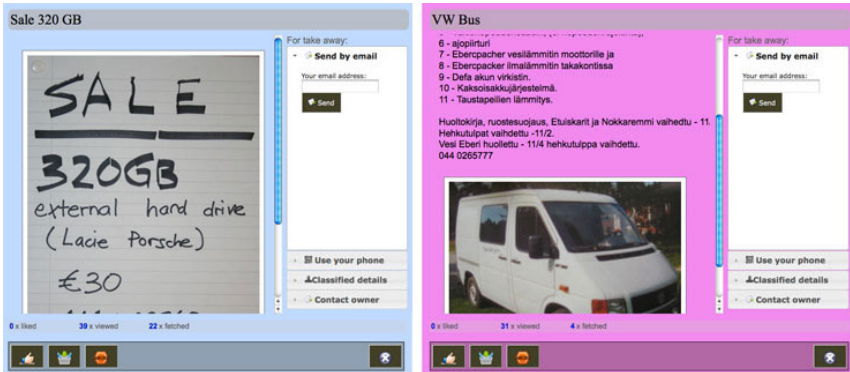 Sale 320 GB
For take away:
Send by email
Your email address:
Send
SALE
320GB
external hard drive
(Lacie Porsche)
€30
Use your phone
Classified details
Contact owner
0 x liked
39 x viewed
22 x fetched
VW Bus
6 - ajopiirturi
7 - Ebercpacher vesilämmitin moottorille ja
8 - Ebercpacker ilmalämmitin takakontissa
9 - Defa akun virkistin.
10 - Kaksoisakkujärjestelmä.
11 - Taustapeilien lämmitys.
Huoltokirja, ruostesuojaus, Etuiskarit ja Nokkaremmi vaihedtu - 11.
Hehkutulpat vaihdettu -11/2.
Vesi Eberi huollettu - 11/4 hehkutulppa vaihdettu.
044 0265777
For take away:
Send by email
Your email address:
Send
Use your phone
Classified details
Contact owner
0 x liked
31 x viewed
4 x fetched